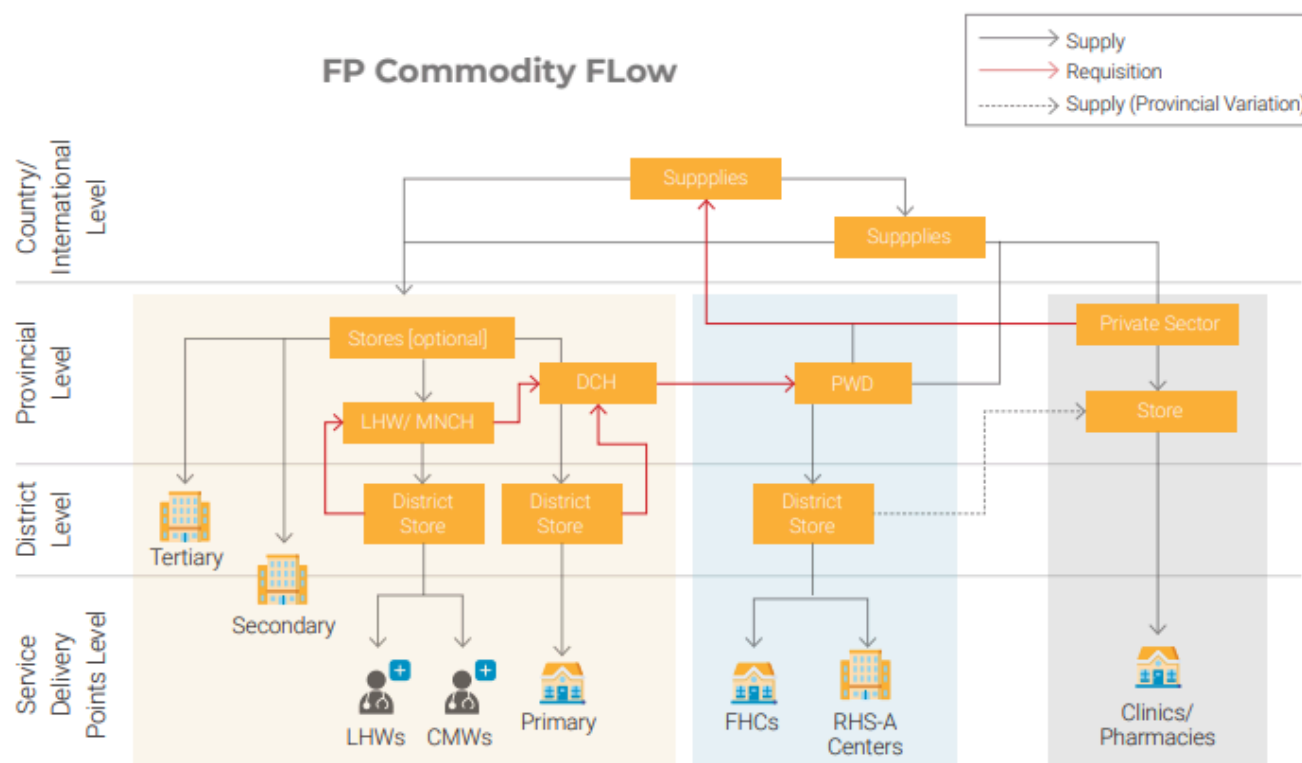 FP Commodity FLow
Supply
Requisition
Supply (Provincial Variation)
Country/
International
Level
Suppplies
Suppplies
Provincial
Level
Stores [optional]
Private Sector
DCH
PWD
LHW/ MNCH
Store
District
Level
District
Store
District
Store
District
Store
Tertiary
Secondary
Service
Delivery
Points Level
LHWs
CMWs
Primary
FHCs
RHS-A
Centers
Clinics/
Pharmacies